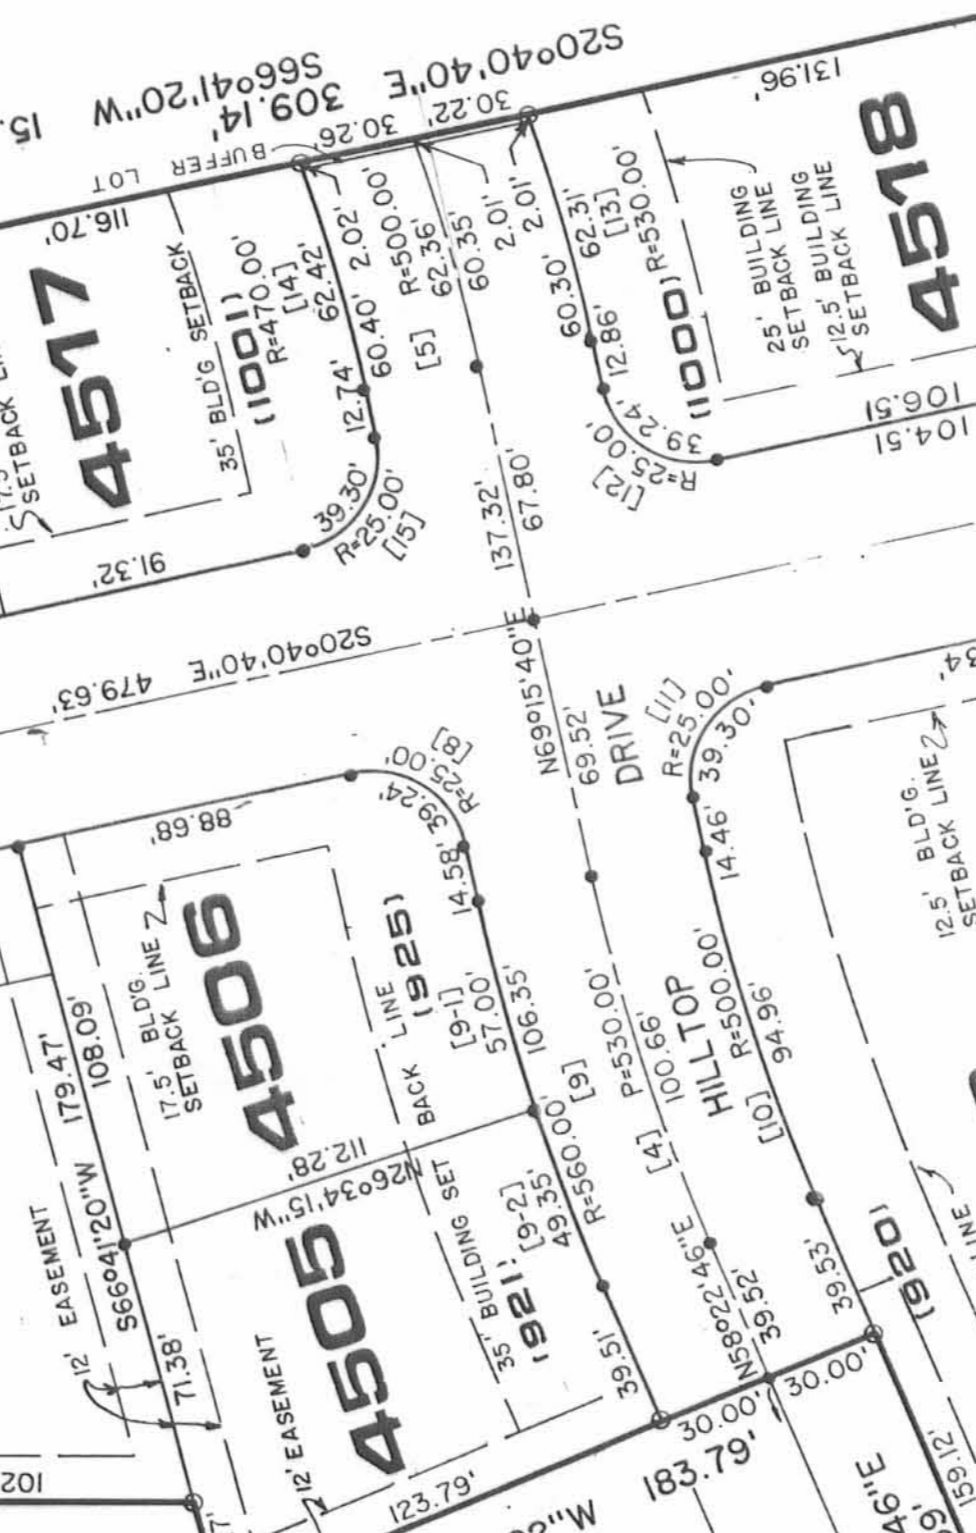 S66°41'20"W
309.14'
S20°40'40"E
15.
BUFFER LOT
30.26'
30.22'
131.96'
116.70'
4517
35' BLD'G SETBACK
(1001)
R=470.00'
[14]
62.42'
2.02'
60.40'
12.74'
39.30'
R=25.00'
[15]
SETBACK
91.32'
R=500.00'
62.36'
[5]
60.35'
2.01'
2.01'
62.31'
[13]
R=530.00'
60.30'
12.86'
(1000)
39.24'
R=25.00'
[12]
25' BUILDING
SETBACK LINE
12.5' BUILDING
SETBACK LINE
4518
106.51
104.51
137.32'
67.80'
S20°40'40"E
479.63'
N69°15'40"E
69.52'
DRIVE
[11]
R=25.00'
39.30'
34'
14.46'
12.5' BLD'G.
SETBACK LINE
88.68'
[8]
R=25.00'
39.24'
14.58'
4506
17.5' BLD'G.
SETBACK LINE
BACK LINE
(925)
[9-1]
57.00'
106.35'
[9]
179.47'
108.09'
EASEMENT
S66°41'20"W
12'
71.38'
112.28'
N26°34'15"W
R=560.00'
P=530.00'
[4] 100.66'
HILLTOP
R=500.00'
[10] 94.96'
4505
35' BUILDING SET
(921)
[9-2]
49.35'
39.51'
12' EASEMENT
123.79'
N58°22'46"E
39.52'
39.53'
(920)
LINE
30.00'
30.00'
183.79'
159.12'
46"E
102
"W